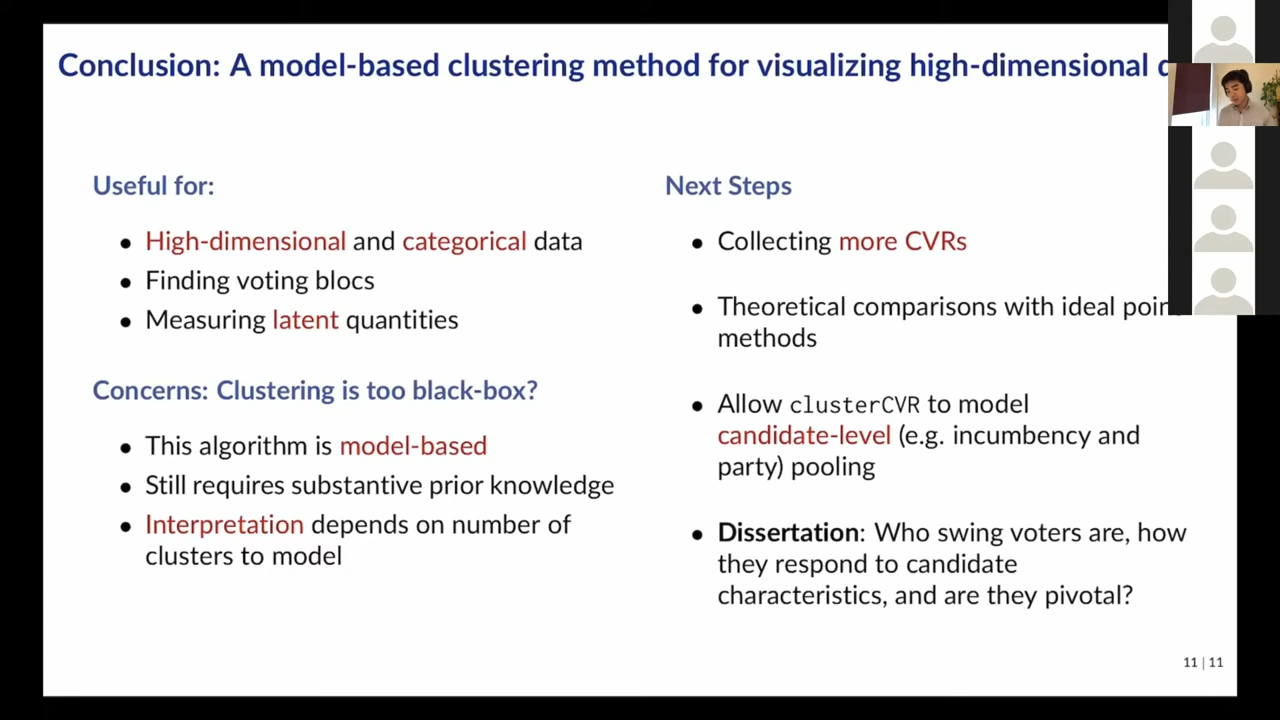 Conclusion: A model-based clustering method for visualizing high-dimensional
Useful for:
• High-dimensional and categorical data
• Finding voting blocs
• Measuring latent quantities
Concerns: Clustering is too black-box?
• This algorithm is model-based
• Still requires substantive prior knowledge
• Interpretation depends on number of
clusters to model
Next Steps
• Collecting more CVRs
• Theoretical comparisons with ideal poin
methods
• Allow clusterCVR to model
candidate-level (e.g. incumbency and
party) pooling
• Dissertation: Who swing voters are, how
they respond to candidate
characteristics, and are they pivotal?
11 | 11